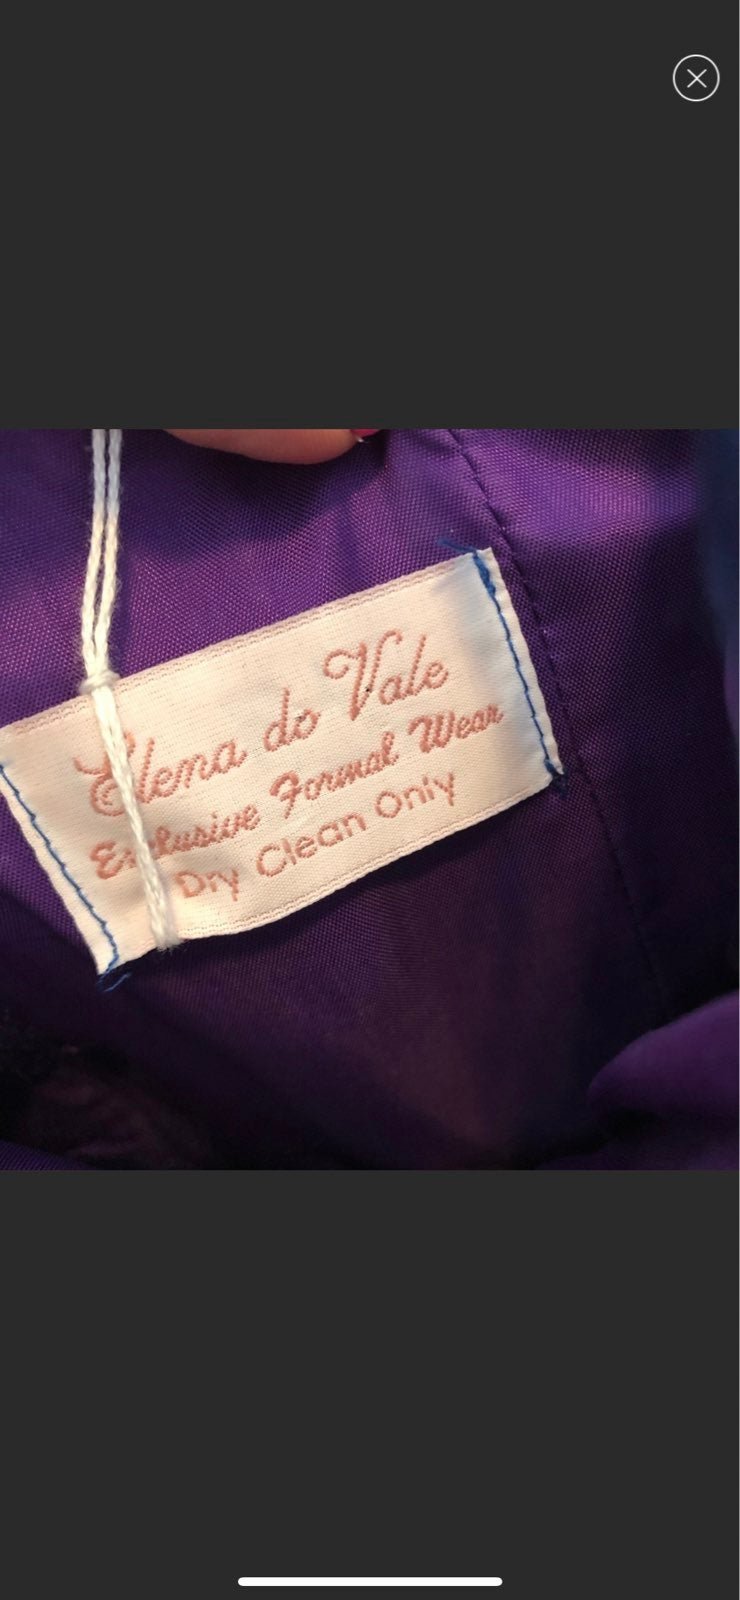 Elena do Vale
Exclusive Formal Wear
Dry Clean Only